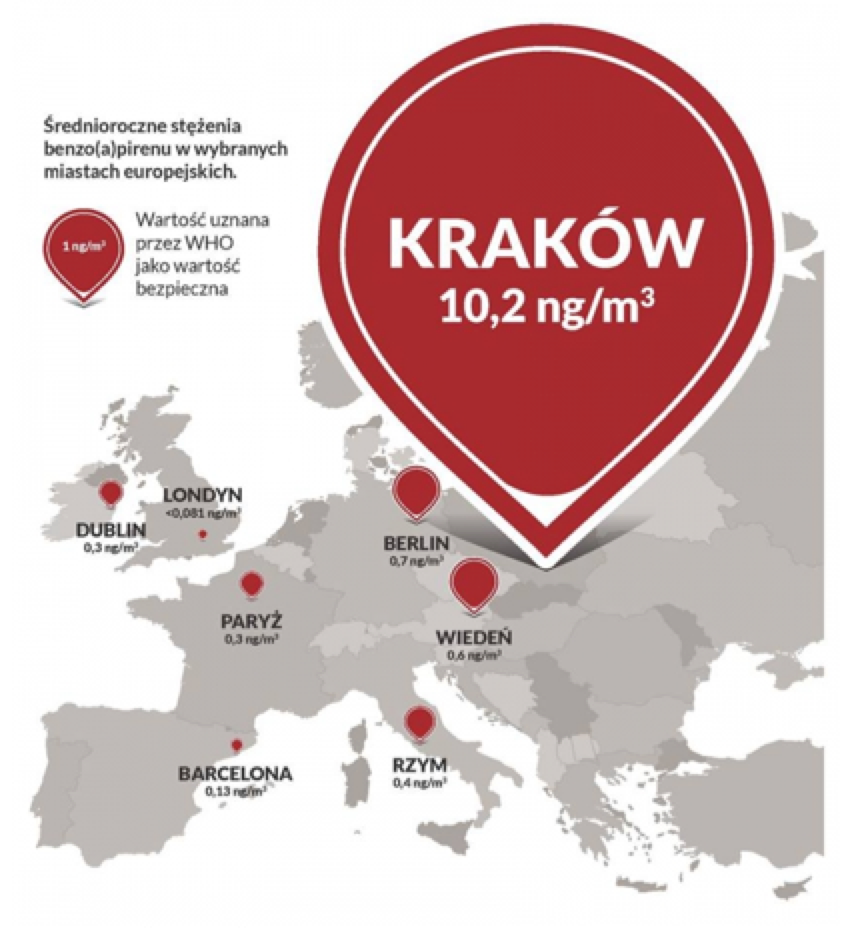 Średnioroczne stężenia
benzo(a)pirenu w wybranych
miastach europejskich.
1 ng/m³
Wartość uznana
przez WHO
jako wartość
bezpieczna
KRAKÓW
10,2 ng/m³
LONDYN
<0,081 ng/m³
DUBLIN
0,3 ng/m³
BERLIN
0,7 ng/m³
PARYŻ
0,3 ng/m³
WIEDEŃ
0,6 ng/m³
RZYM
0,4 ng/m³
BARCELONA
0,13 ng/m³